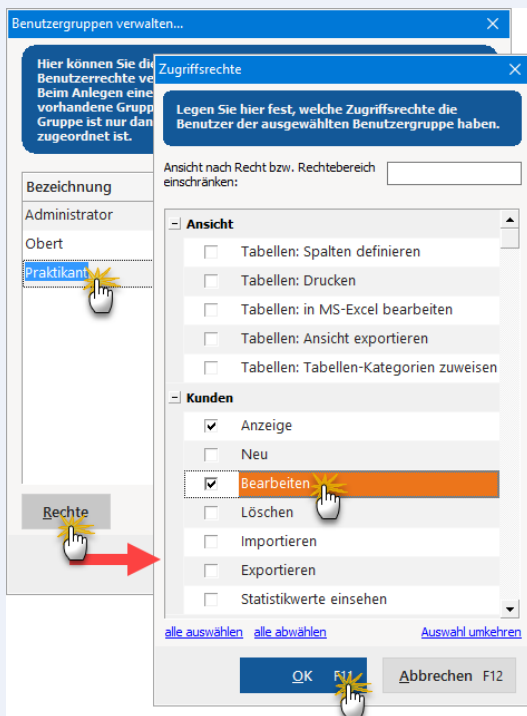 Benutzergruppen verwalten...
Hier können Sie die
Benutzerrechte ve
Beim Anlegen eine
vorhandene Grupp
Gruppe ist nur dan
zugeordnet ist.
Bezeichnung
Administrator
Obert
Praktikant
Rechte
Zugriffsrechte
Legen Sie hier fest, welche Zugriffsrechte die
Benutzer der ausgewählten Benutzergruppe haben.
Ansicht nach Recht bzw. Rechtebereich
einschränken:
Ansicht
Tabellen: Spalten definieren
Tabellen: Drucken
Tabellen: in MS-Excel bearbeiten
Tabellen: Ansicht exportieren
Tabellen: Tabellen-Kategorien zuweisen
Kunden
Anzeige
Neu
Bearbeiten
Löschen
Importieren
Exportieren
Statistikwerte einsehen
alle auswählen alle abwählen Auswahl umkehren
OK F11 Abbrechen F12